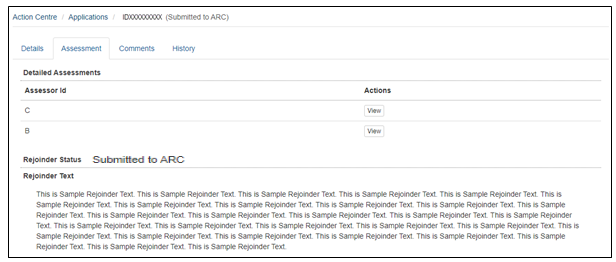 Action Centre / Applications / IDXXXXXXXXX (Submitted to ARC)
Details Assessment Comments History
Detailed Assessments
Assessor Id Actions
C View
B View
Rejoinder Status Submitted to ARC
Rejoinder Text
This is Sample Rejoinder Text. This is Sample Rejoinder Text. This is Sample Rejoinder Text. This is Sample Rejoinder Text. This is Sample Rejoinder Text. This is
Sample Rejoinder Text. This is Sample Rejoinder Text. This is Sample Rejoinder Text. This is Sample Rejoinder Text. This is Sample Rejoinder Text. This is Sample
Rejoinder Text. This is Sample Rejoinder Text. This is Sample Rejoinder Text. This is Sample Rejoinder Text. This is Sample Rejoinder Text. This is Sample Rejoinder
Text. This is Sample Rejoinder Text. This is Sample Rejoinder Text. This is Sample Rejoinder Text. This is Sample Rejoinder Text. This is Sample Rejoinder Text. This is
Sample Rejoinder Text. This is Sample Rejoinder Text. This is Sample Rejoinder Text. This is Sample Rejoinder Text. This is Sample Rejoinder Text. This is Sample
Rejoinder Text. This is Sample Rejoinder Text. This is Sample Rejoinder Text.